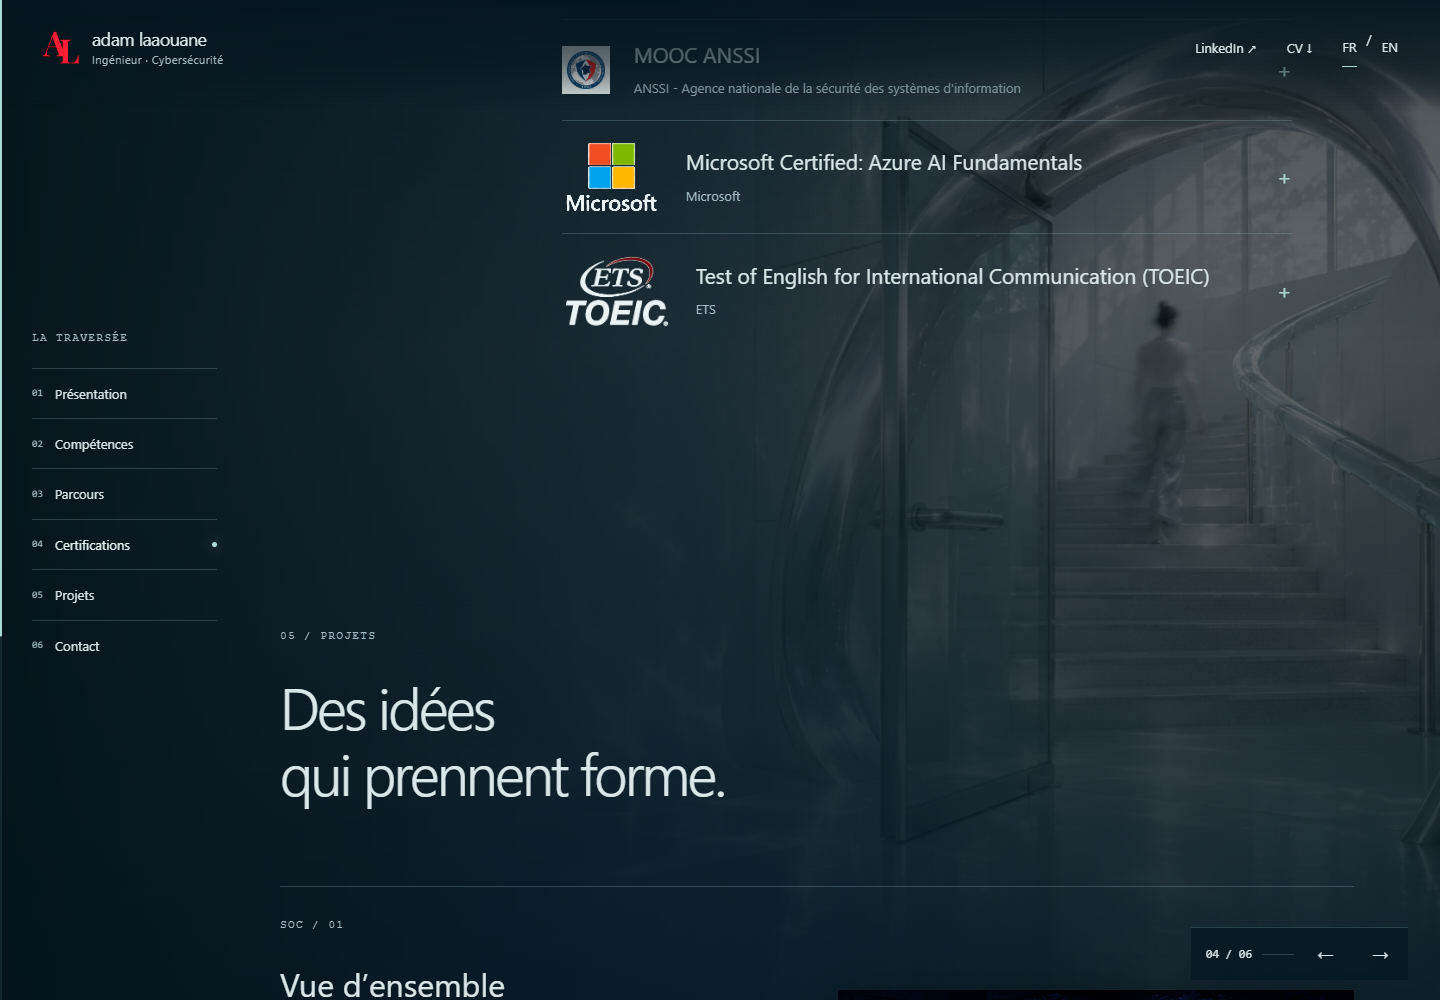 AL
adam laaouane
Ingénieur · Cybersécurité
LinkedIn ↗
CV ↓
FR / EN
LA TRAVERSÉE
01 Présentation
02 Compétences
03 Parcours
04 Certifications
05 Projets
06 Contact
MOOC ANSSI
ANSSI - Agence nationale de la sécurité des systèmes d'information
+
Microsoft
Microsoft Certified: Azure AI Fundamentals
Microsoft
+
ETS®
TOEIC®
Test of English for International Communication (TOEIC)
ETS
+
05 / PROJETS
Des idées
qui prennent forme.
SOC / 01
Vue d’ensemble
04 / 06
← →